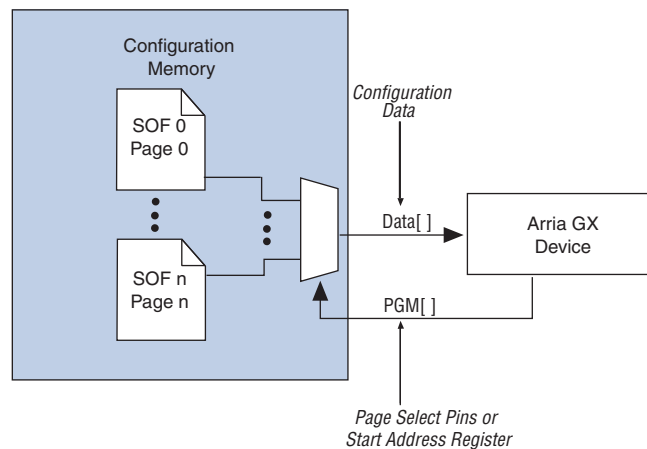 Configuration
Memory
SOF 0
Page 0
SOF n
Page n
Configuration
Data
Data[ ]
Arria GX
Device
PGM[ ]
Page Select Pins or
Start Address Register